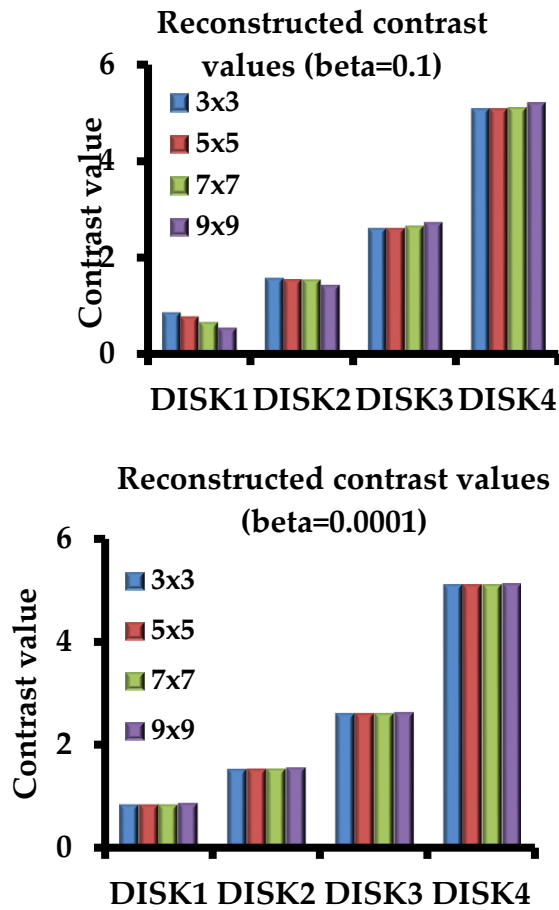 Reconstructed contrast
values (beta=0.1)
Contrast value
6
4
2
0
3x3
5x5
7x7
9x9
DISK1 DISK2 DISK3 DISK4
Reconstructed contrast values
(beta=0.0001)
Contrast value
6
4
2
0
3x3
5x5
7x7
9x9
DISK1 DISK2 DISK3 DISK4